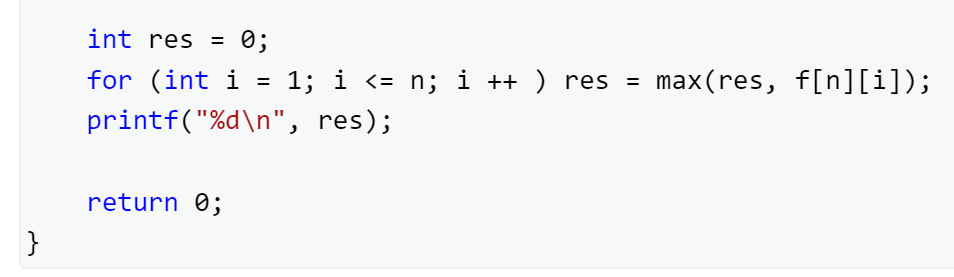 int res = 0;
for (int i = 1; i <= n; i ++ ) res = max(res, f[n][i]);
printf("%d\n", res);
return 0;
}